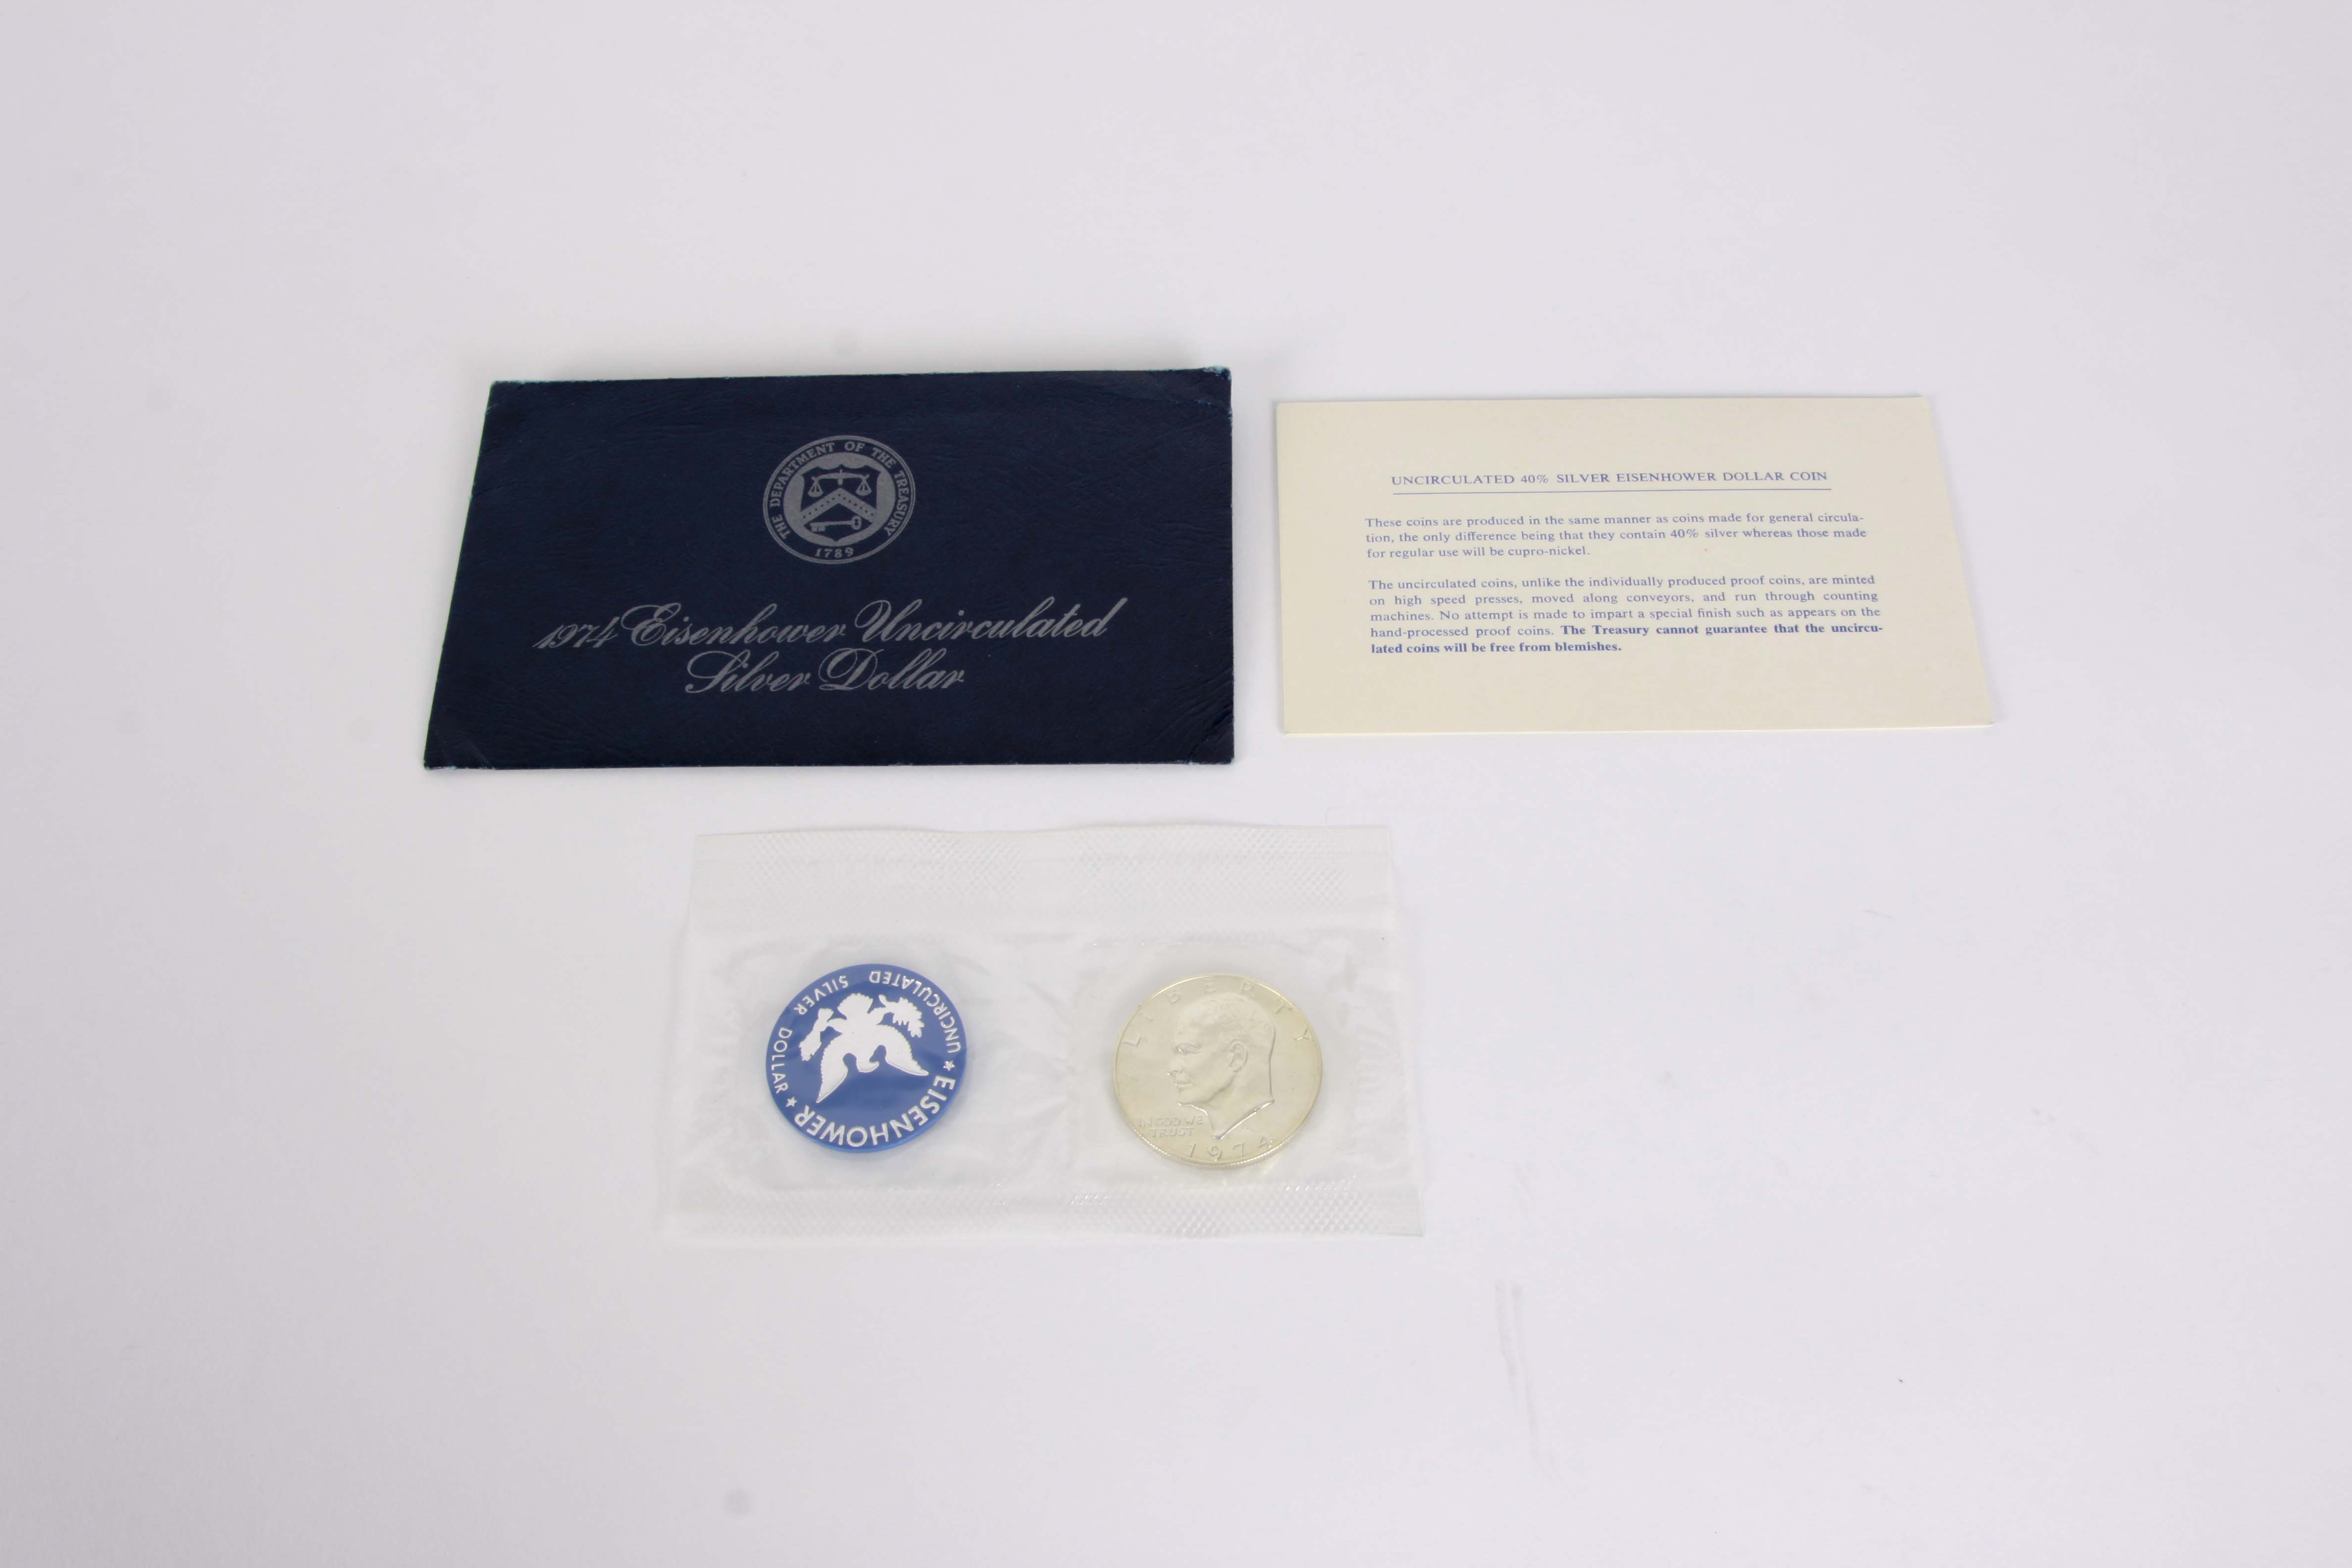 THE DEPARTMENT OF THE TREASURY
1789
1974 Eisenhower Uncirculated
Silver Dollar
UNCIRCULATED 40% SILVER EISENHOWER DOLLAR COIN
These coins are produced in the same manner as coins made for general circula-
tion, the only difference being that they contain 40% silver whereas those made
for regular use will be cupro-nickel.
The uncirculated coins, unlike the individually produced proof coins, are minted
on high speed presses, moved along conveyors, and run through counting
machines. No attempt is made to impart a special finish such as appears on the
hand-processed proof coins. The Treasury cannot guarantee that the uncircu-
lated coins will be free from blemishes.
EISENHOWER
UNCIRCULATED SILVER DOLLAR
LIBERTY
IN GOD WE
TRUST
1974